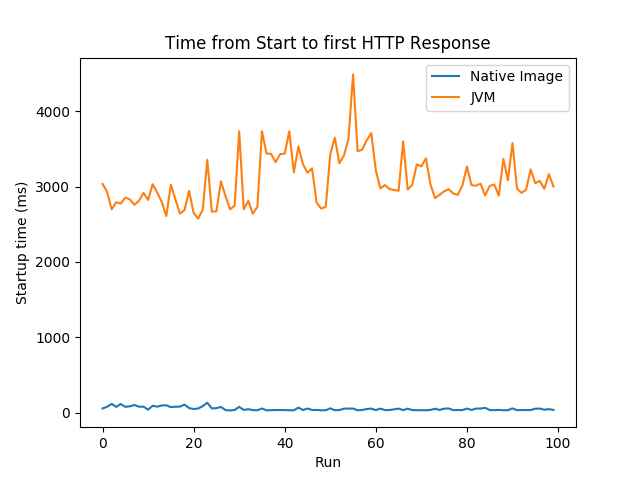 Time from Start to first HTTP Response
Native Image
JVM
Startup time (ms)
4000
3000
2000
1000
0
0 20 40 60 80 100
Run